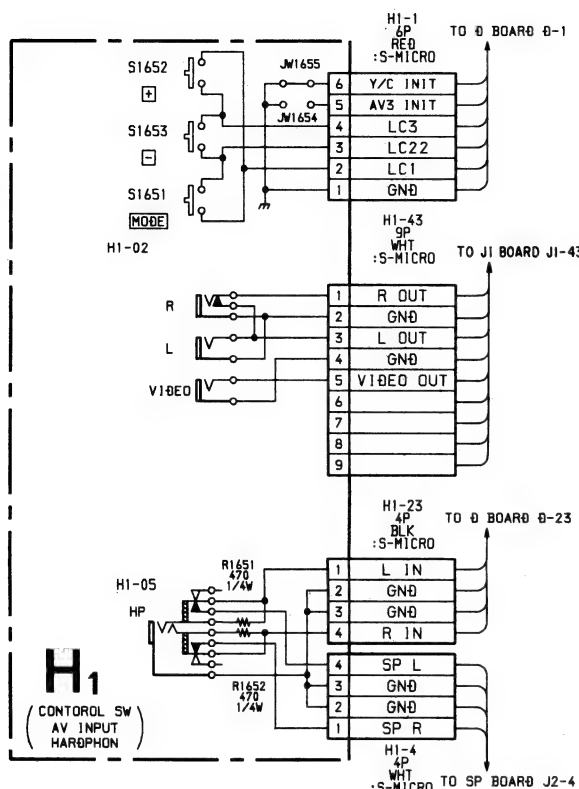 H1-1
6P
RED
:S-MICRO
TO D BOARD D-1
S1652
+
S1653
-
S1651
MODE
H1-02
JW1655
JW1654
6 Y/C INIT
5 AV3 INIT
4 LC3
3 LC22
2 LC1
1 GND
H1-43
9P
WHT
:S-MICRO
TO J1 BOARD J1-43
R
L
VIDEO
1 R OUT
2 GND
3 L OUT
4 GND
5 VIDEO OUT
6
7
8
9
H1-23
4P
BLK
:S-MICRO
TO D BOARD D-23
H1-05
HP
R1651
470
1/4W
R1652
470
1/4W
1 L IN
2 GND
3 GND
4 R IN
4 SP L
3 GND
2 GND
1 SP R
H1-4
4P
WHT
:S-MICRO
TO SP BOARD J2-4
H1
(CONTOROL SW
AV INPUT
HARDPHON)